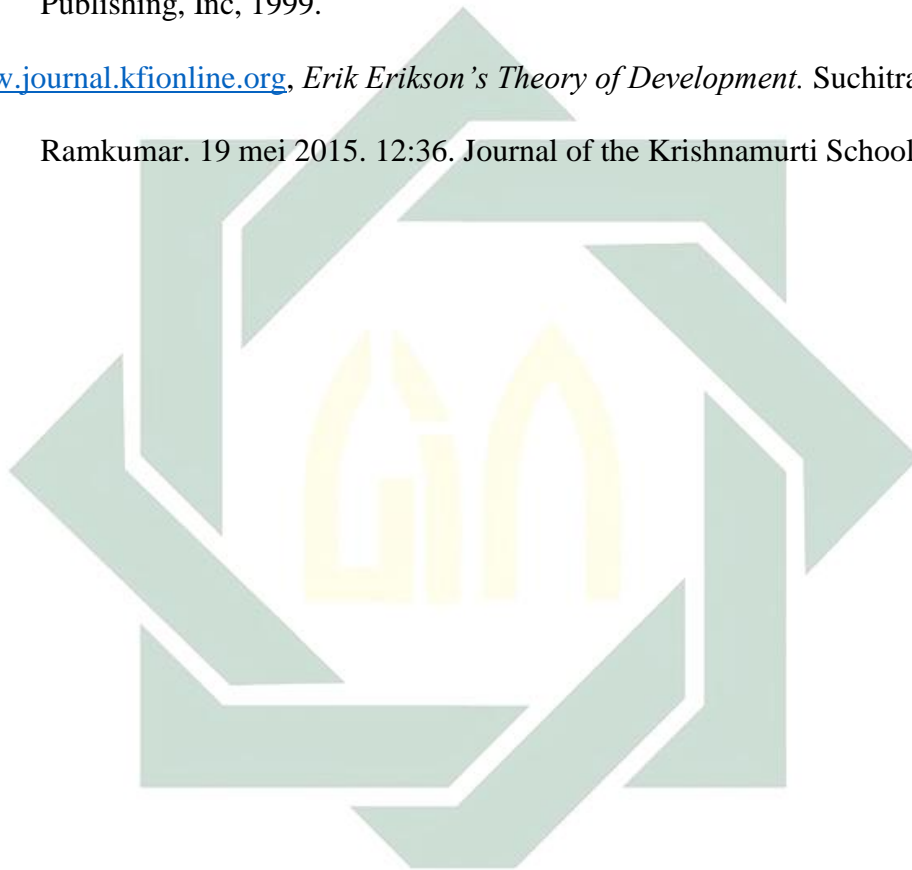 Publishing, Inc, 1999.
w.journal.kfionline.org, Erik Erikson’s Theory of Development. Suchitra
Ramkumar. 19 mei 2015. 12:36. Journal of the Krishnamurti School